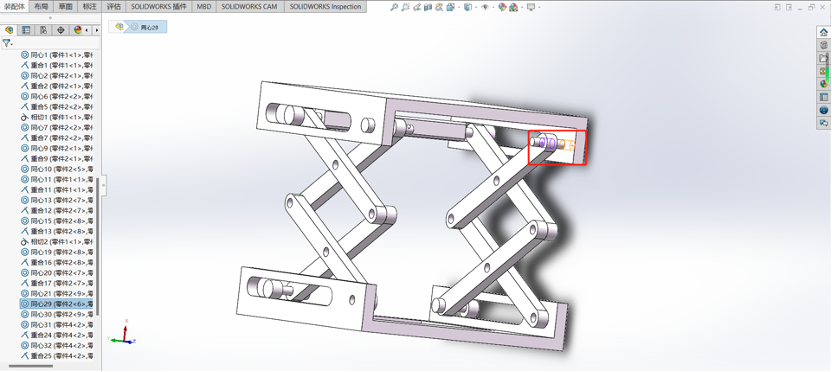 装配体 布局 草图 标注 评估 SOLIDWORKS 插件 MBD SOLIDWORKS CAM SOLIDWORKS Inspection
同心29
同心1 (零件1<1>,零
重合1 (零件1<1>,零
同心2 (零件2<1>,零
重合2 (零件2<1>,零
同心6 (零件2<2>,零
重合5 (零件2<2>,零
相切1 (零件1<1>,零
同心7 (零件2<2>,零
重合7 (零件2<2>,零
同心9 (零件2<1>,零
重合9 (零件2<1>,零
同心10 (零件2<5>,零
同心11 (零件1<1>,零
重合11 (零件1<1>,零
同心13 (零件2<7>,零
重合12 (零件2<7>,零
同心15 (零件2<8>,零
重合13 (零件2<8>,零
相切2 (零件1<1>,零
同心19 (零件2<8>,零
重合16 (零件2<8>,零
同心20 (零件2<7>,零
重合17 (零件2<7>,零
同心21 (零件2<9>,零
同心29 (零件2<6>,零
同心30 (零件2<9>,零
同心31 (零件4<2>,零
重合24 (零件4<2>,零
同心32 (零件4<2>,零
重合25 (零件4<2>,零